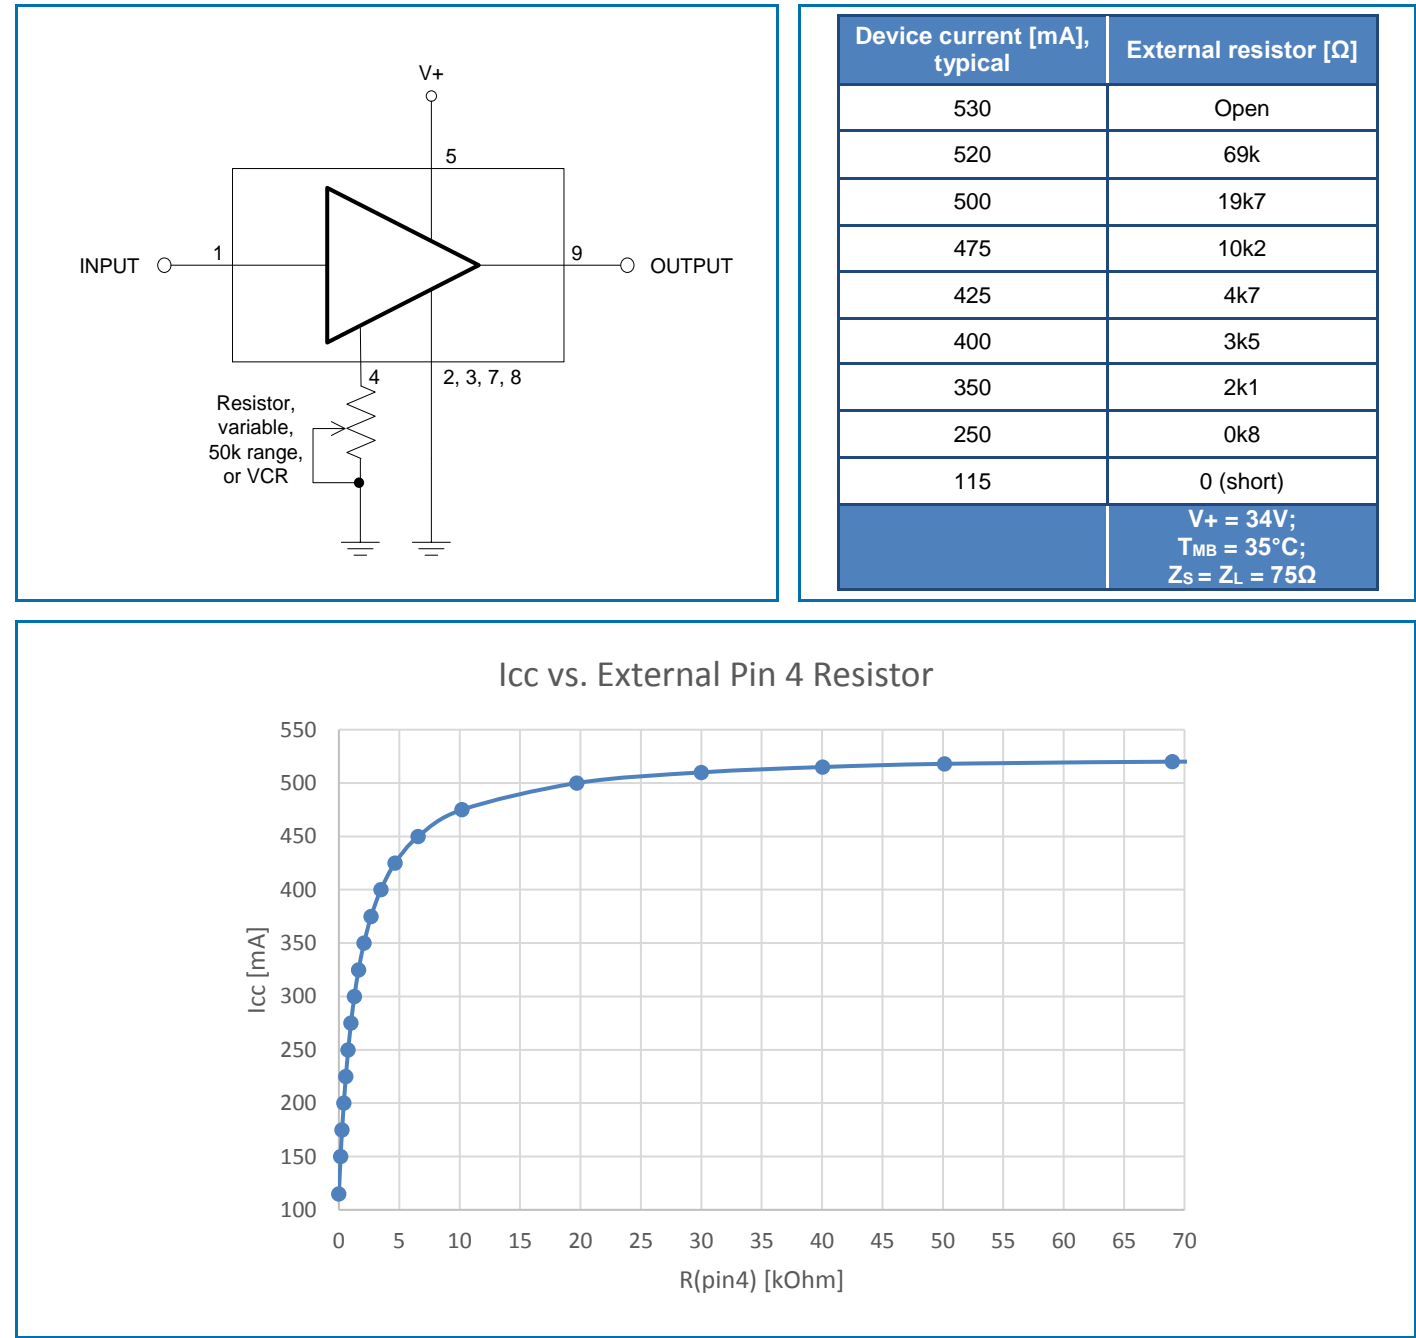 V+
5
INPUT
1
9
OUTPUT
4
2, 3, 7, 8
Resistor,
variable,
50k range,
or VCR
Device current [mA],
typical
External resistor [Ω]
530 Open
520 69k
500 19k7
475 10k2
425 4k7
400 3k5
350 2k1
250 0k8
115 0 (short)
V+ = 34V;
TMB = 35°C;
ZS = ZL = 75Ω
Icc vs. External Pin 4 Resistor
550
500
450
400
350
300
250
200
150
100
Icc [mA]
0 5 10 15 20 25 30 35 40 45 50 55 60 65 70
R(pin4) [kOhm]